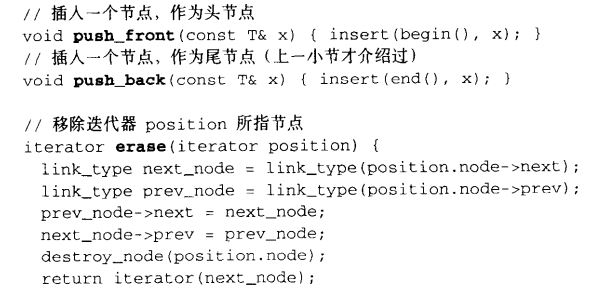 // 插入一个节点，作为头节点
void push_front(const T& x) { insert(begin(), x); }
// 插入一个节点，作为尾节点（上一小节才介绍过）
void push_back(const T& x) { insert(end(), x); }
// 移除迭代器 position 所指节点
iterator erase(iterator position) {
link_type next_node = link_type(position.node->next);
link_type prev_node = link_type(position.node->prev);
prev_node->next = next_node;
next_node->prev = prev_node;
destroy_node(position.node);
return iterator(next_node);